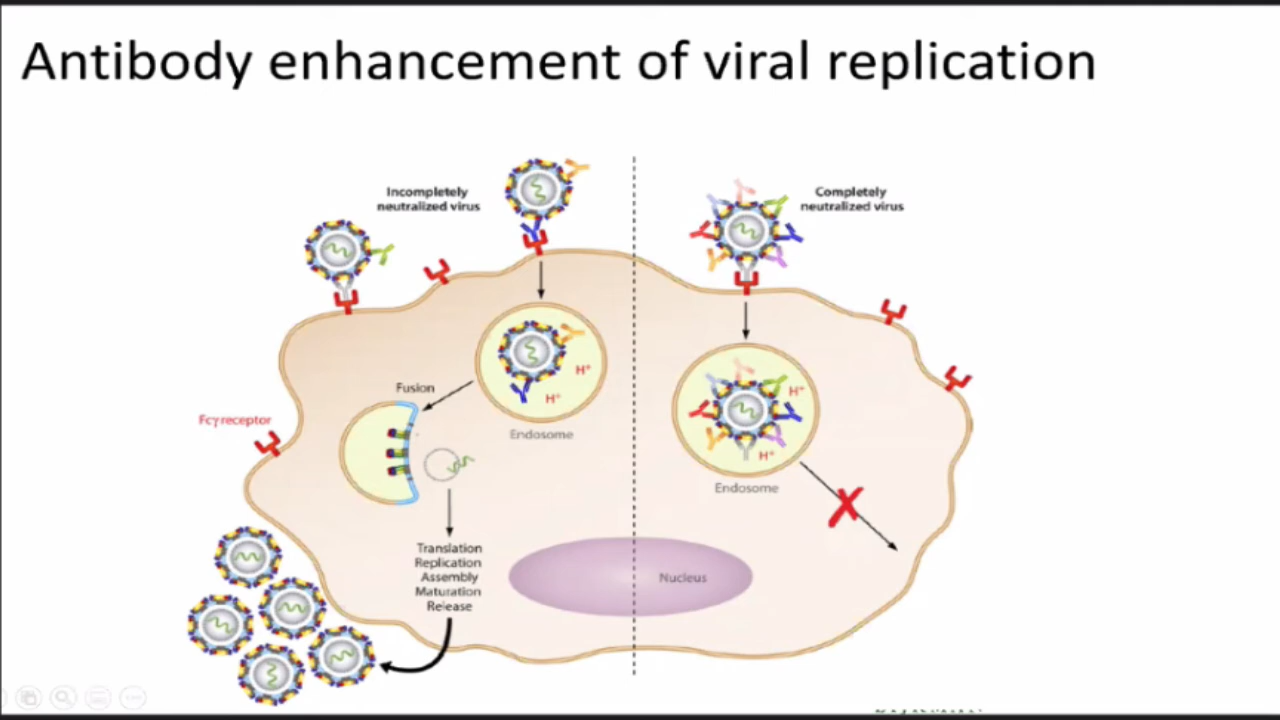 Antibody enhancement of viral replication
Incompletely
neutralized virus
Completely
neutralized virus
H⁺
H⁺
Endosome
Fusion
Fcγ receptor
Translation
Replication
Assembly
Maturation
Release
H⁺
H⁺
Endosome
Nucleus